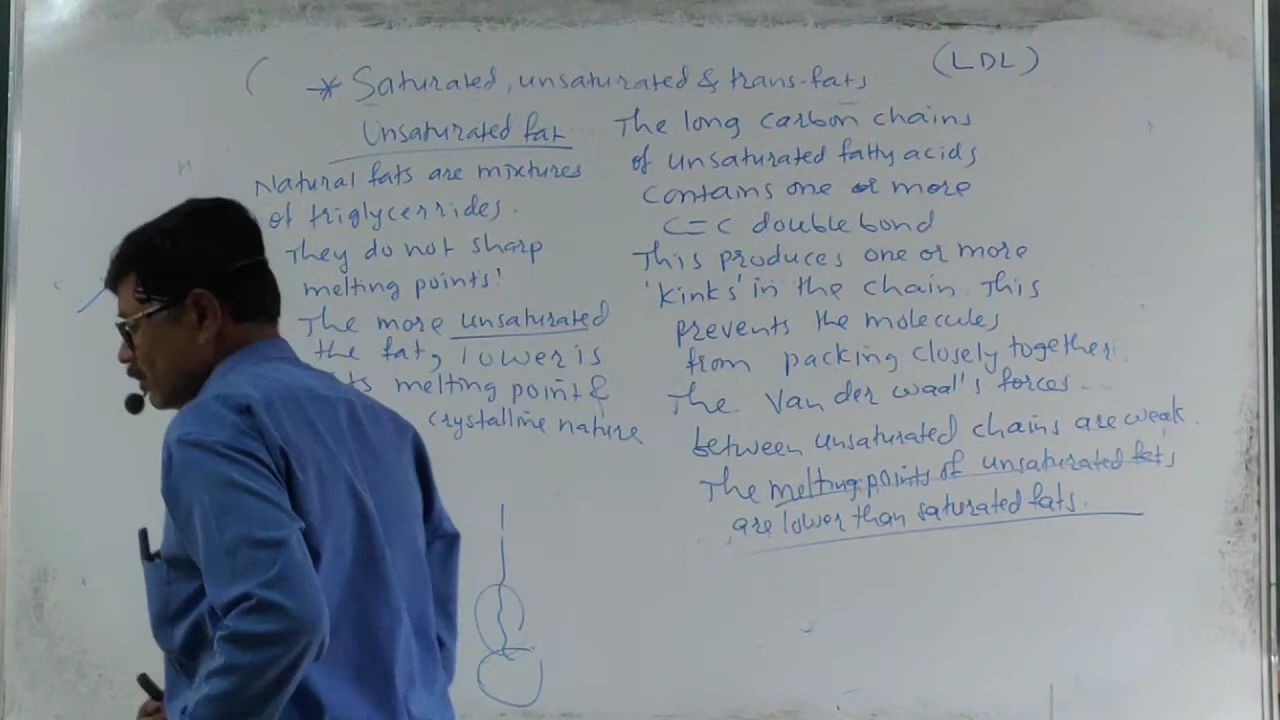 * Saturated, unsaturated & trans-fats
(LDL)
Unsaturated fat
Natural fats are mixtures
of triglycerrides.
They do not sharp
melting points!
The more unsaturated
the fat, lower is
its melting point &
crystalline nature
The long carbon chains
of unsaturated fatty acids
contains one or more
C=C double bond
This produces one or more
'kinks' in the chain. This
prevents the molecules
from packing closely together.
The Van der waal's forces
between unsaturated chains are weak.
The melting points of unsaturated fats
are lower than saturated fats.